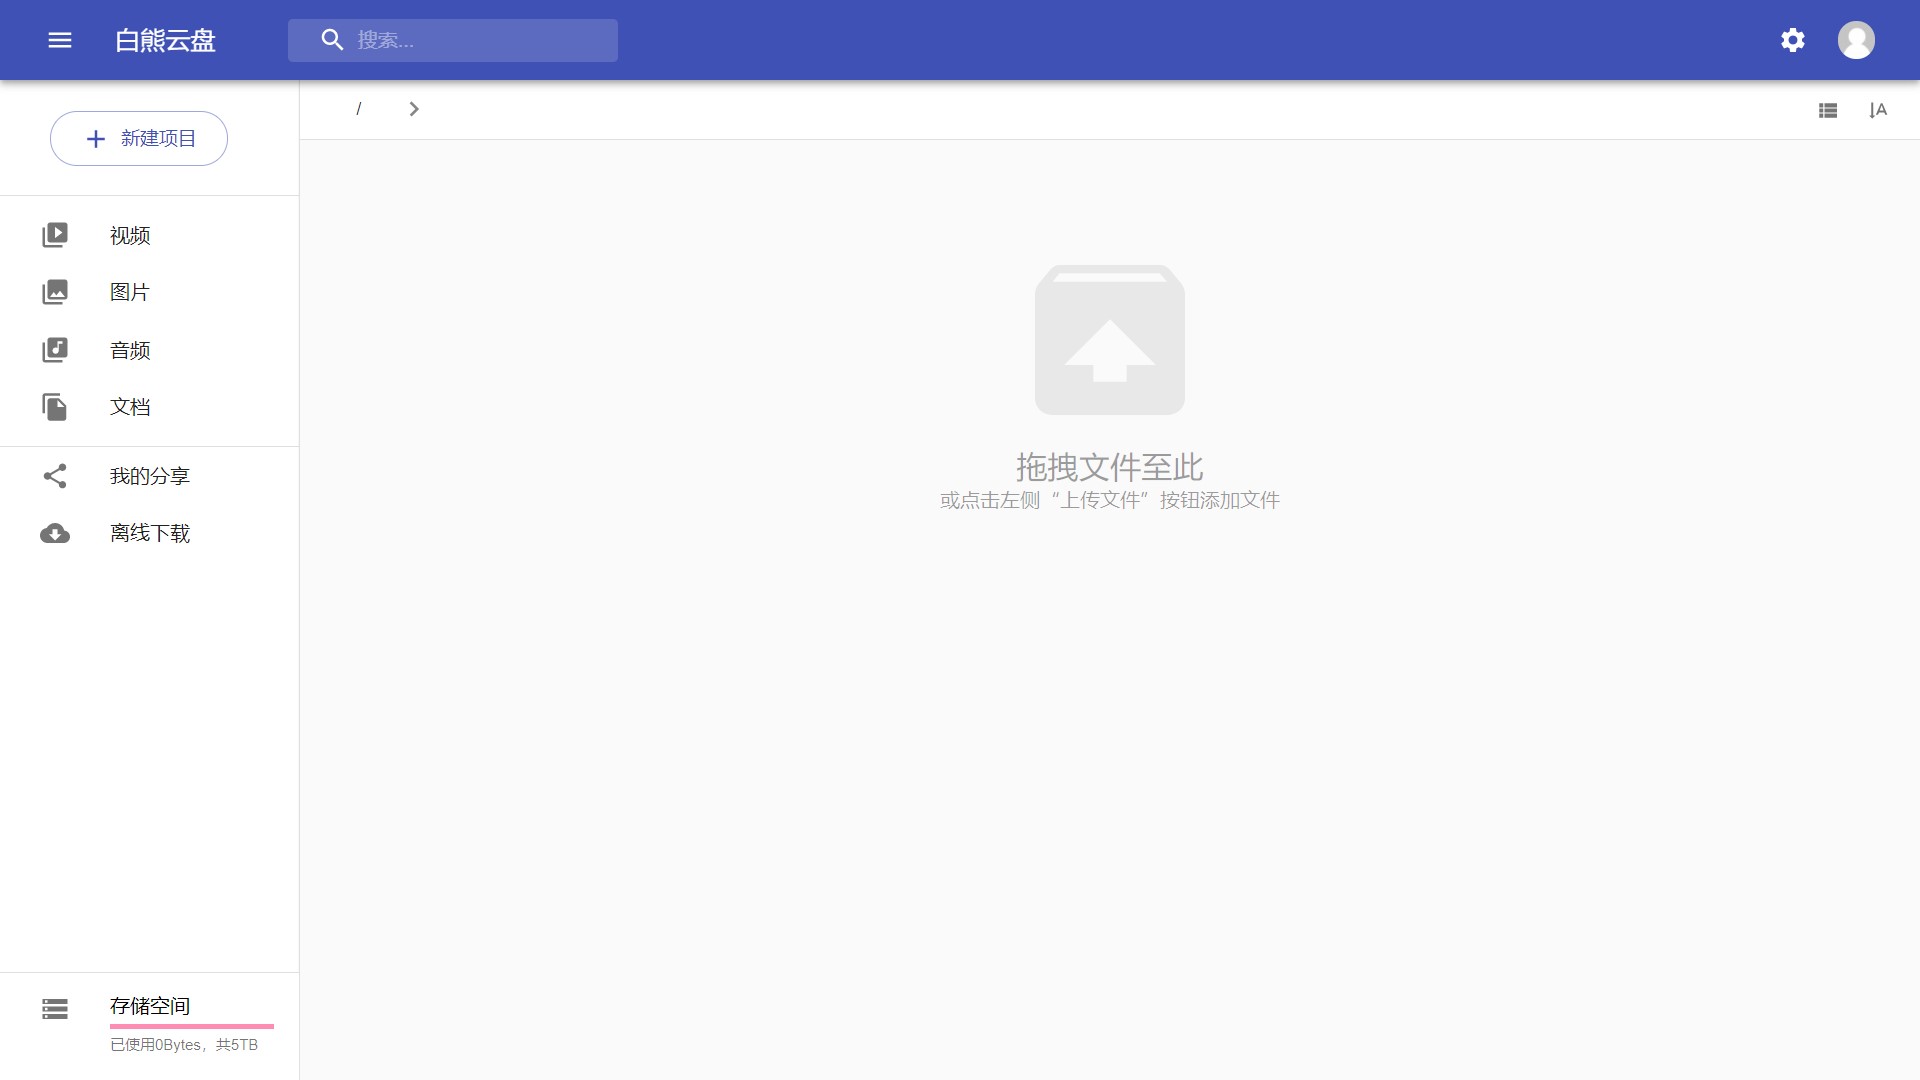 白熊云盘
搜索...
/
新建项目
视频
图片
音频
文档
我的分享
离线下载
拖拽文件至此
或点击左侧“上传文件”按钮添加文件
存储空间
已使用0Bytes，共5TB